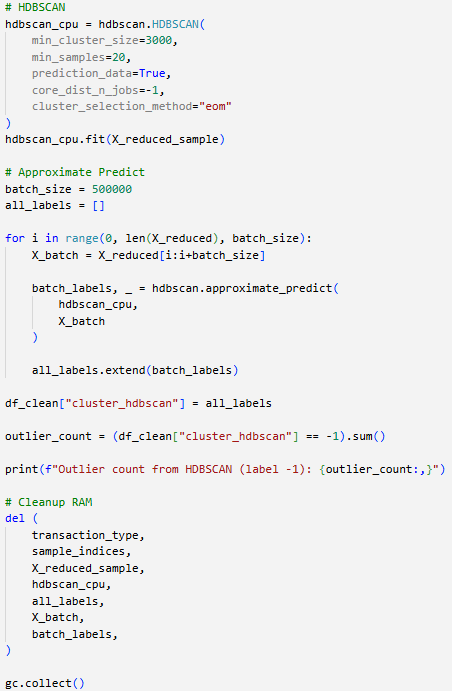 # HDBSCAN
hdbscan_cpu = hdbscan.HDBSCAN(
    min_cluster_size=3000,
    min_samples=20,
    prediction_data=True,
    core_dist_n_jobs=-1,
    cluster_selection_method="eom"
)
hdbscan_cpu.fit(X_reduced_sample)

# Approximate Predict
batch_size = 500000
all_labels = []

for i in range(0, len(X_reduced), batch_size):
    X_batch = X_reduced[i:i+batch_size]

    batch_labels, _ = hdbscan.approximate_predict(
        hdbscan_cpu,
        X_batch
    )

    all_labels.extend(batch_labels)

df_clean["cluster_hdbscan"] = all_labels

outlier_count = (df_clean["cluster_hdbscan"] == -1).sum()

print(f"Outlier count from HDBSCAN (label -1): {outlier_count:,}")

# Cleanup RAM
del (
    transaction_type,
    sample_indices,
    X_reduced_sample,
    hdbscan_cpu,
    all_labels,
    X_batch,
    batch_labels,
)

gc.collect()